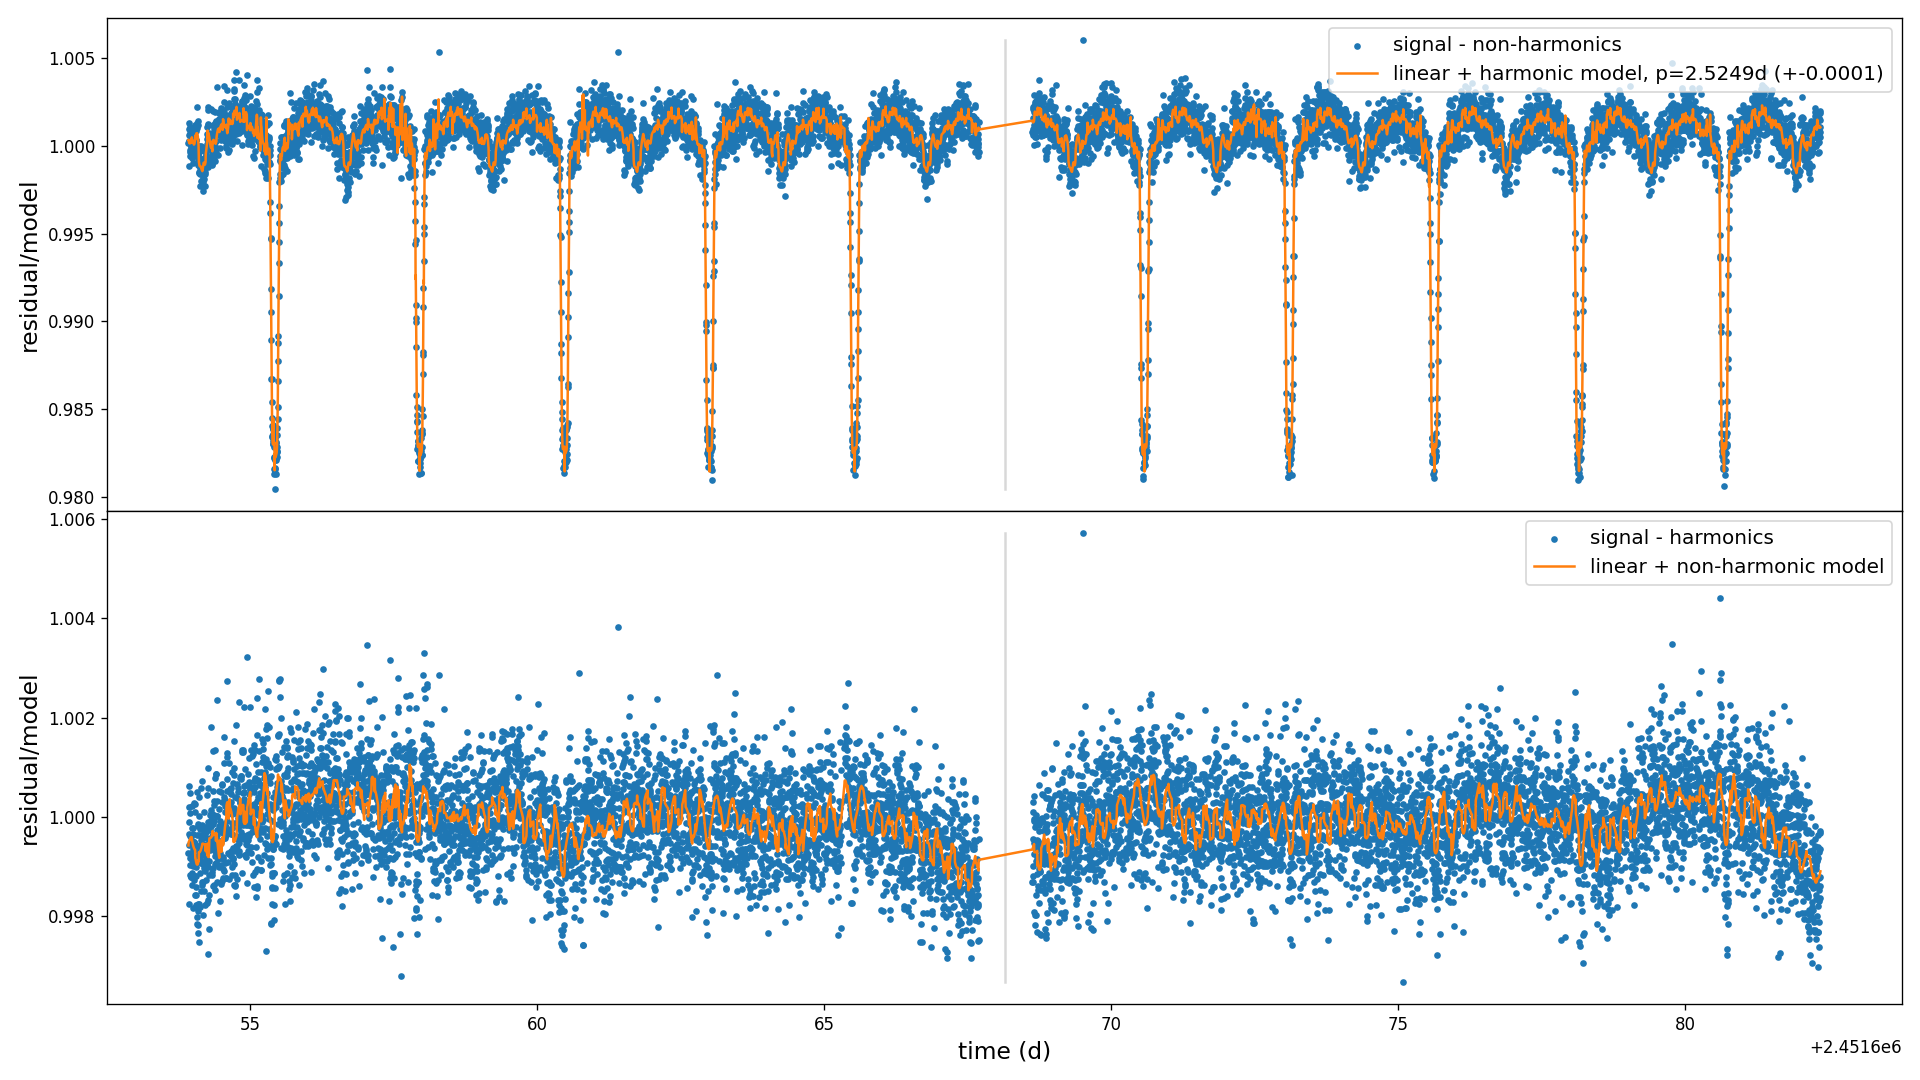 signal - non-harmonics
linear + harmonic model, p=2.5249d (+-0.0001)
residual/model
1.005
1.000
0.995
0.990
0.985
0.980
signal - harmonics
linear + non-harmonic model
residual/model
1.006
1.004
1.002
1.000
0.998
55
60
65
70
75
80
time (d)
+2.4516e6